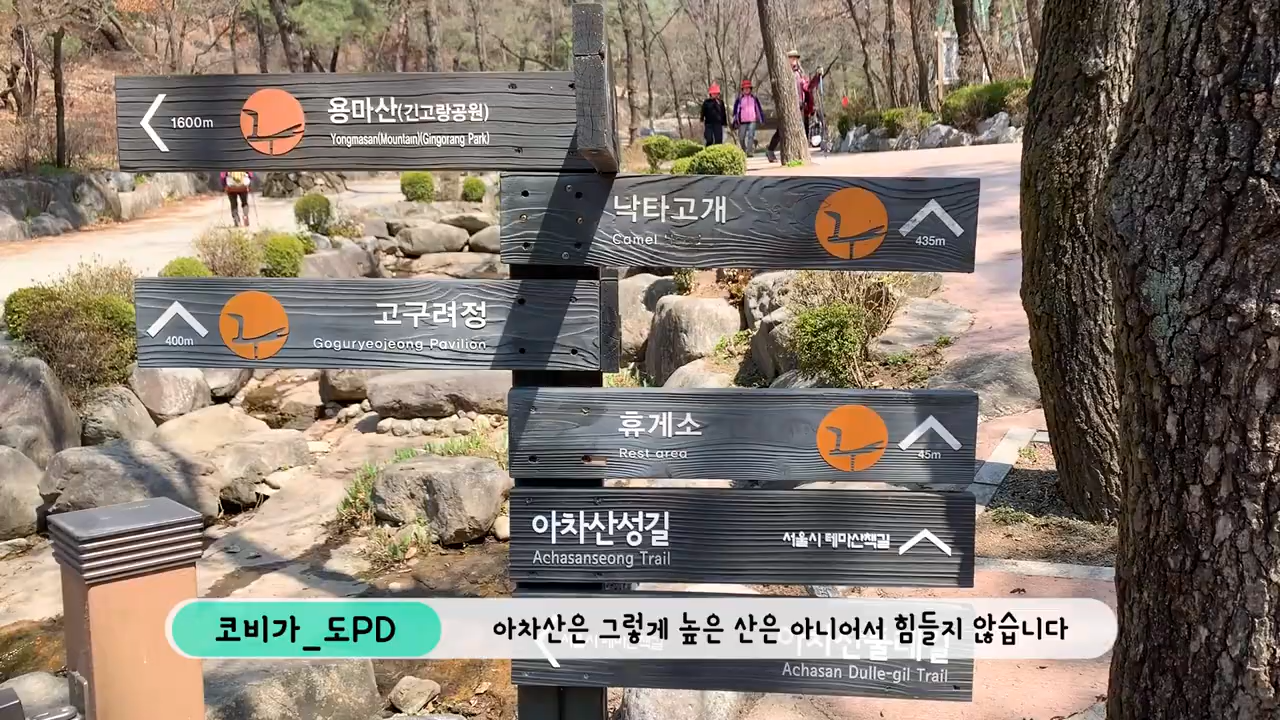 1600m
용마산(긴고랑공원)
Yongmasan(Mountain)(Gingorang Park)
낙타고개
Camel
435m
고구려정
Goguryeojeong Pavilion
400m
휴게소
Rest area
45m
아차산성길
Achasanseong Trail
서울시 테마산책길
코비가_도PD
아차산은 그렇게 높은 산은 아니어서 힘들지 않습니다
Achasan Dulle-gil Trail